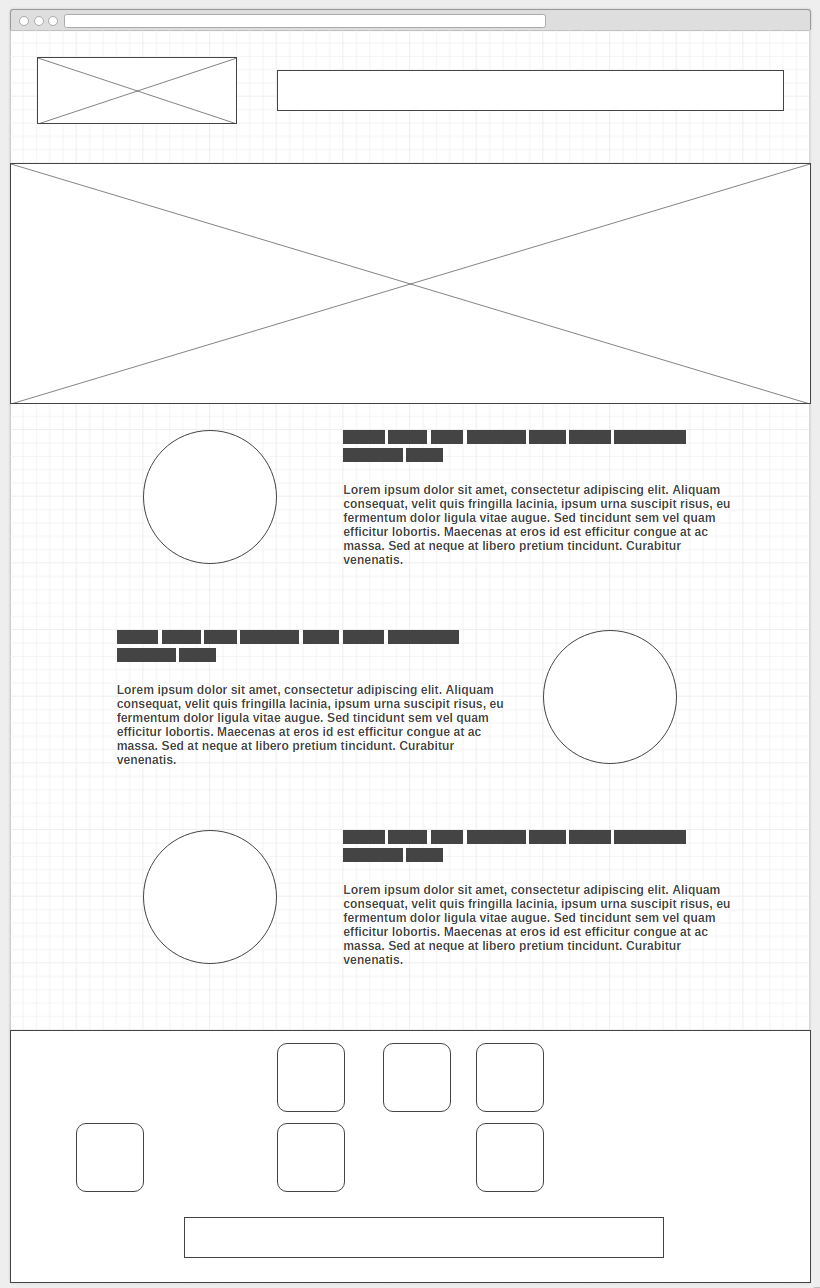 Lorem ipsum dolor sit amet, consectetur adipiscing elit. Aliquam
consequat, velit quis fringilla lacinia, ipsum urna suscipit risus, eu
fermentum dolor ligula vitae augue. Sed tincidunt sem vel quam
efficitur lobortis. Maecenas at eros id est efficitur congue at ac
massa. Sed at neque at libero pretium tincidunt. Curabitur
venenatis.
Lorem ipsum dolor sit amet, consectetur adipiscing elit. Aliquam
consequat, velit quis fringilla lacinia, ipsum urna suscipit risus, eu
fermentum dolor ligula vitae augue. Sed tincidunt sem vel quam
efficitur lobortis. Maecenas at eros id est efficitur congue at ac
massa. Sed at neque at libero pretium tincidunt. Curabitur
venenatis.
Lorem ipsum dolor sit amet, consectetur adipiscing elit. Aliquam
consequat, velit quis fringilla lacinia, ipsum urna suscipit risus, eu
fermentum dolor ligula vitae augue. Sed tincidunt sem vel quam
efficitur lobortis. Maecenas at eros id est efficitur congue at ac
massa. Sed at neque at libero pretium tincidunt. Curabitur
venenatis.